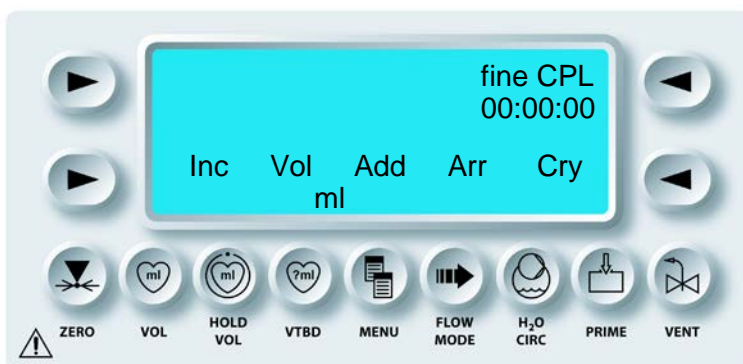 fine CPL
00:00:00
Inc Vol Add Arr Cry
ml
ml ml ?ml
ZERO VOL HOLD VOL VTBD MENU FLOW MODE H₂O CIRC PRIME VENT